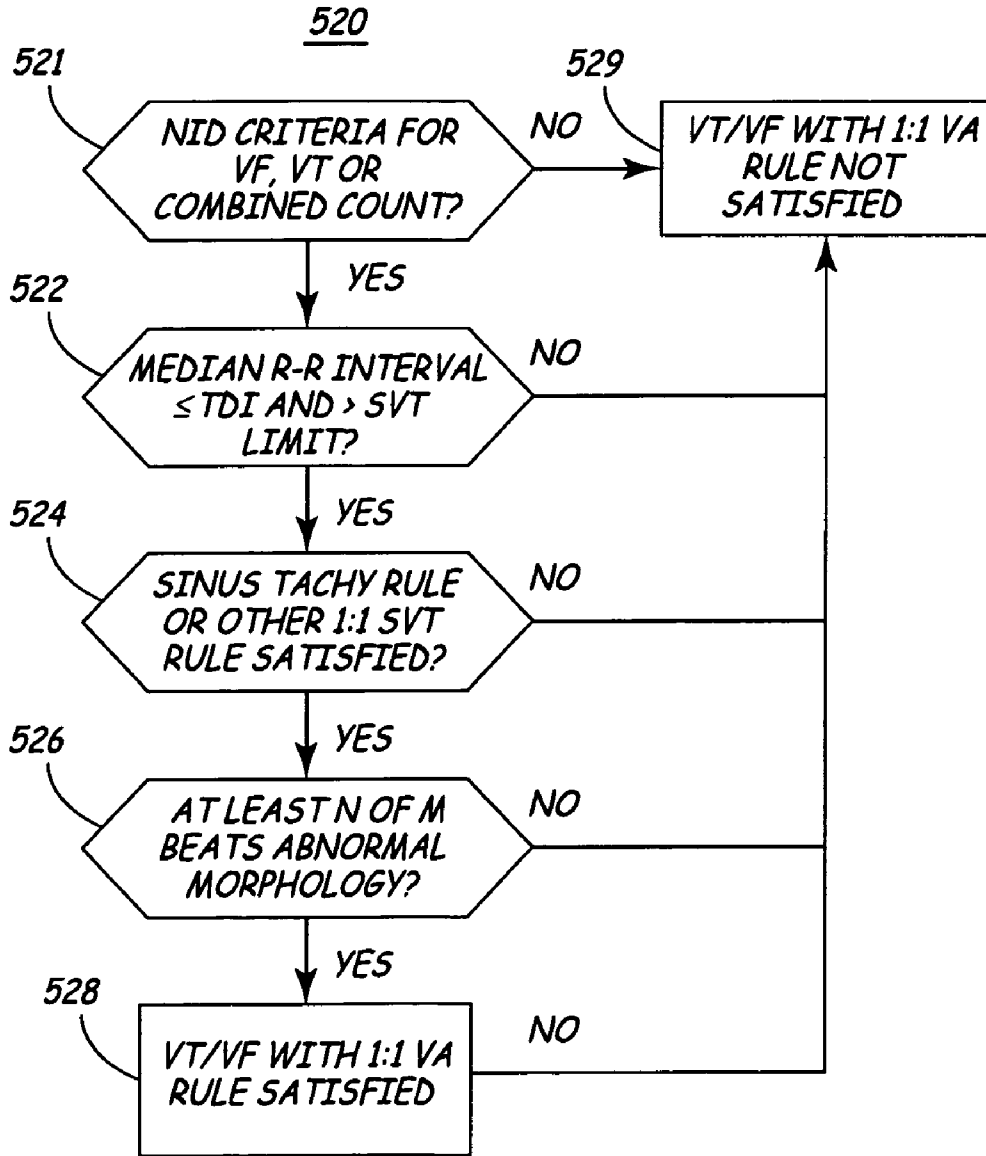 520
521
NID CRITERIA FOR
VF, VT OR
COMBINED COUNT?
NO
529
VT/VF WITH 1:1 VA
RULE NOT
SATISFIED
YES
522
MEDIAN R-R INTERVAL
≤ TDI AND > SVT
LIMIT?
NO
YES
524
SINUS TACHY RULE
OR OTHER 1:1 SVT
RULE SATISFIED?
NO
YES
526
AT LEAST N OF M
BEATS ABNORMAL
MORPHOLOGY?
NO
YES
528
VT/VF WITH 1:1 VA
RULE SATISFIED
NO